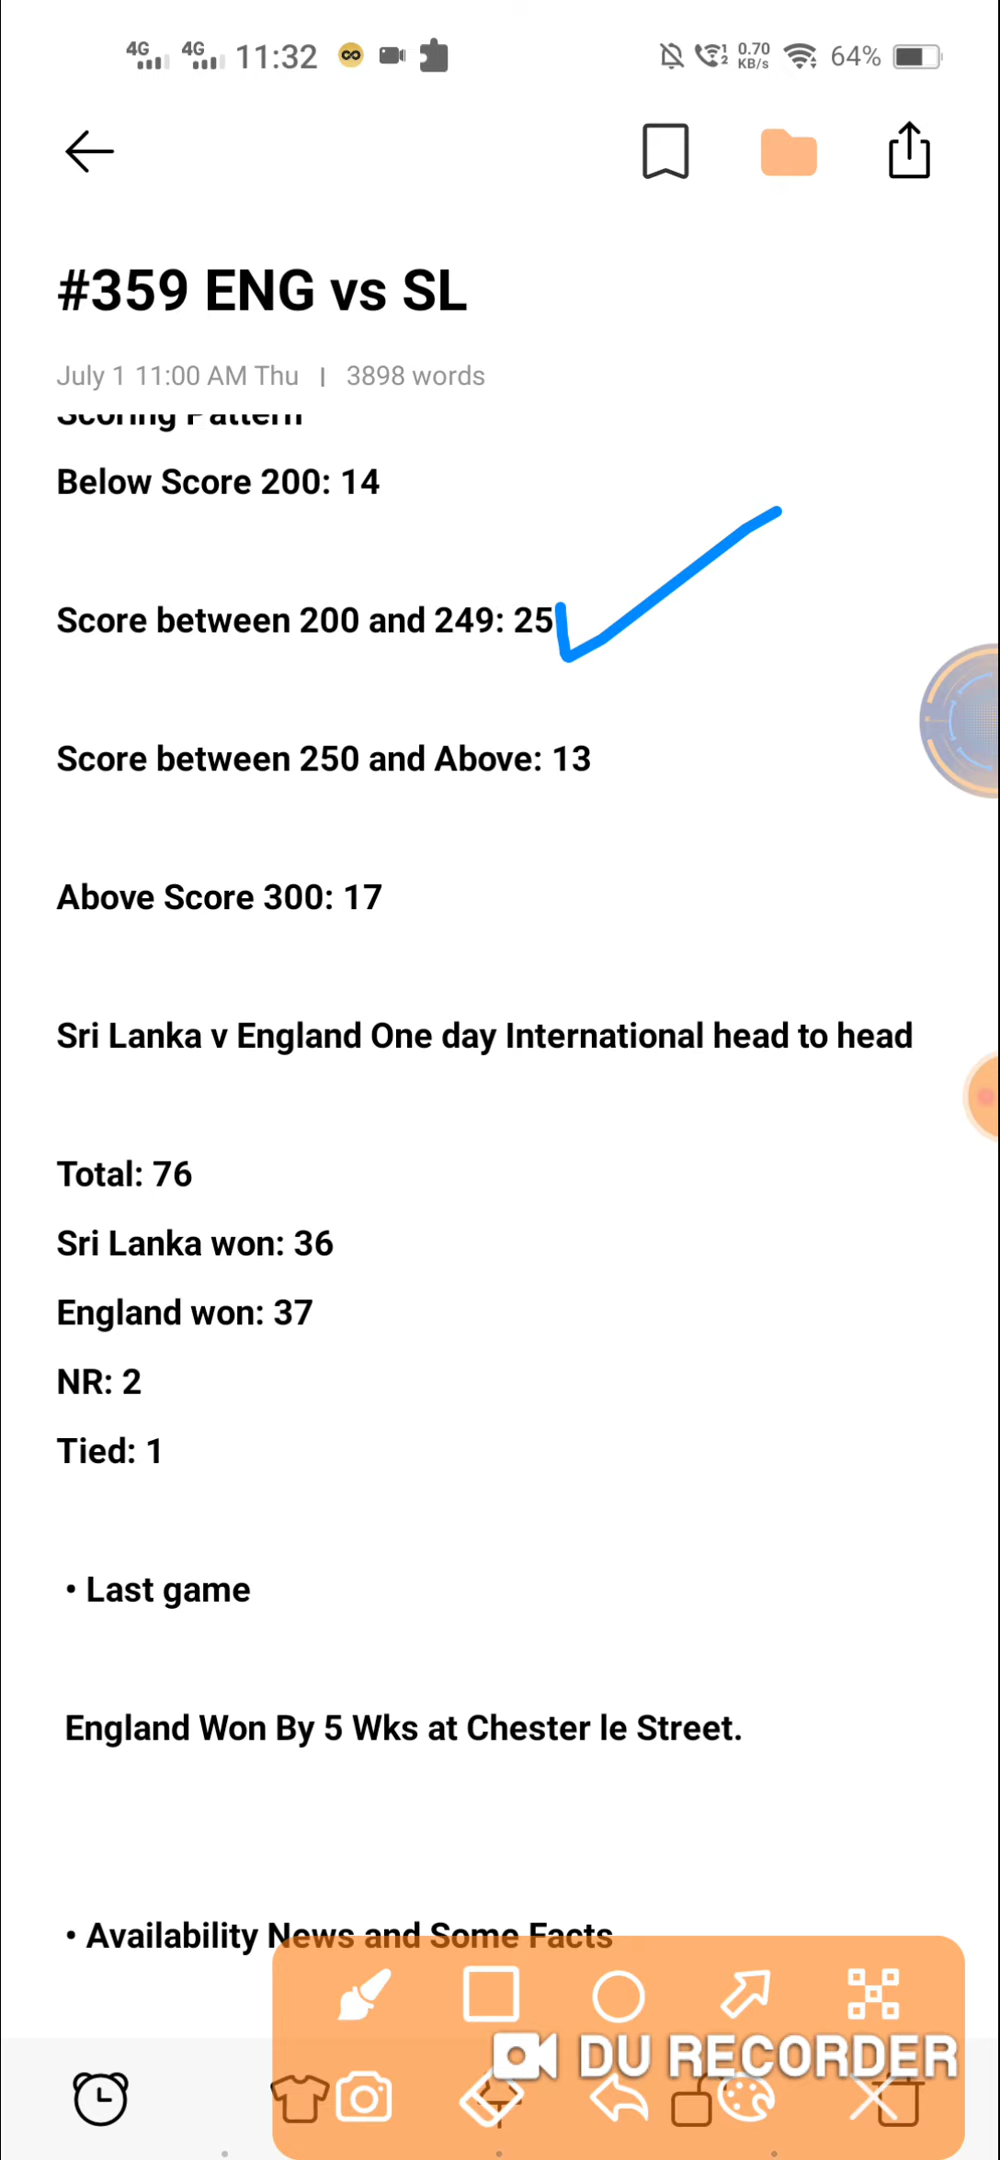 4G 4G 11:32 0.70 KB/s 64%
#359 ENG vs SL
July 1 11:00 AM Thu | 3898 words
Scoring Pattern
Below Score 200: 14
Score between 200 and 249: 25
Score between 250 and Above: 13
Above Score 300: 17
Sri Lanka v England One day International head to head
Total: 76
Sri Lanka won: 36
England won: 37
NR: 2
Tied: 1
• Last game
England Won By 5 Wks at Chester le Street.
• Availability News and Some Facts
DU RECORDER